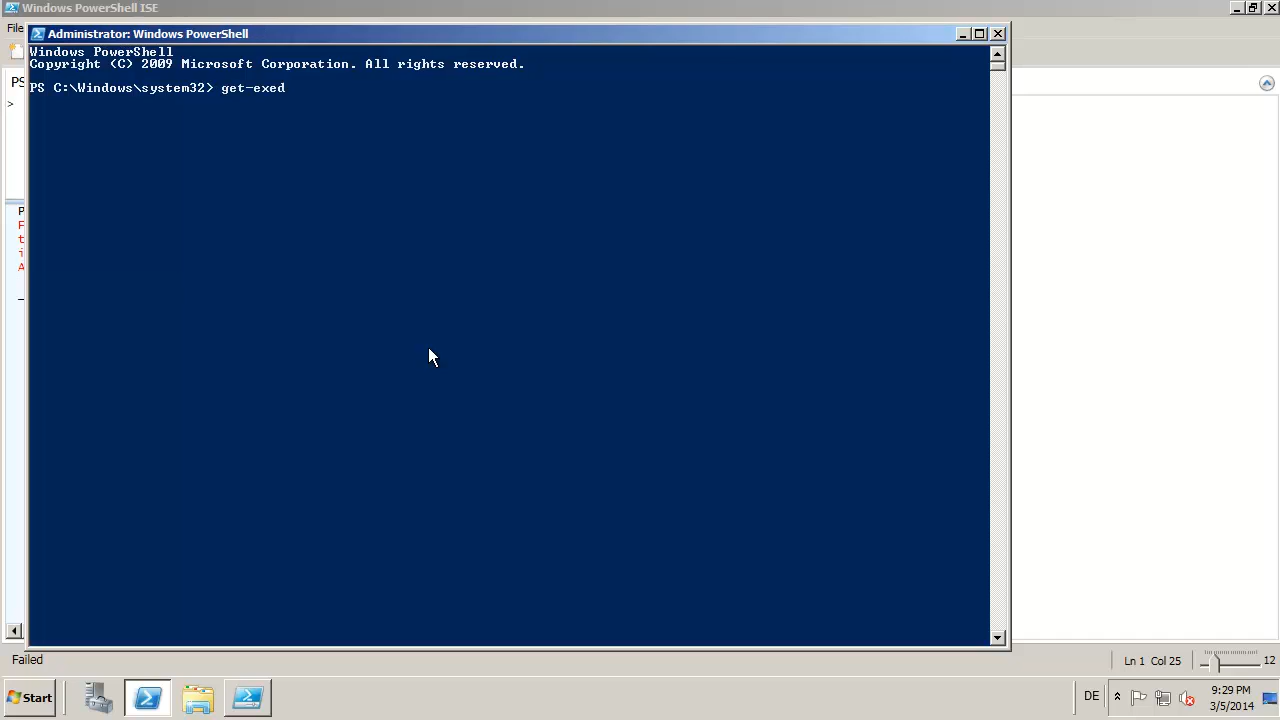 Windows PowerShell ISE
File
Administrator: Windows PowerShell
Windows PowerShell
Copyright (C) 2009 Microsoft Corporation. All rights reserved.
PS C:\Windows\system32> get-exed
PS
>
P
F
t
i
A
Failed
Ln 1 Col 25
12
Start
DE
9:29 PM
3/5/2014